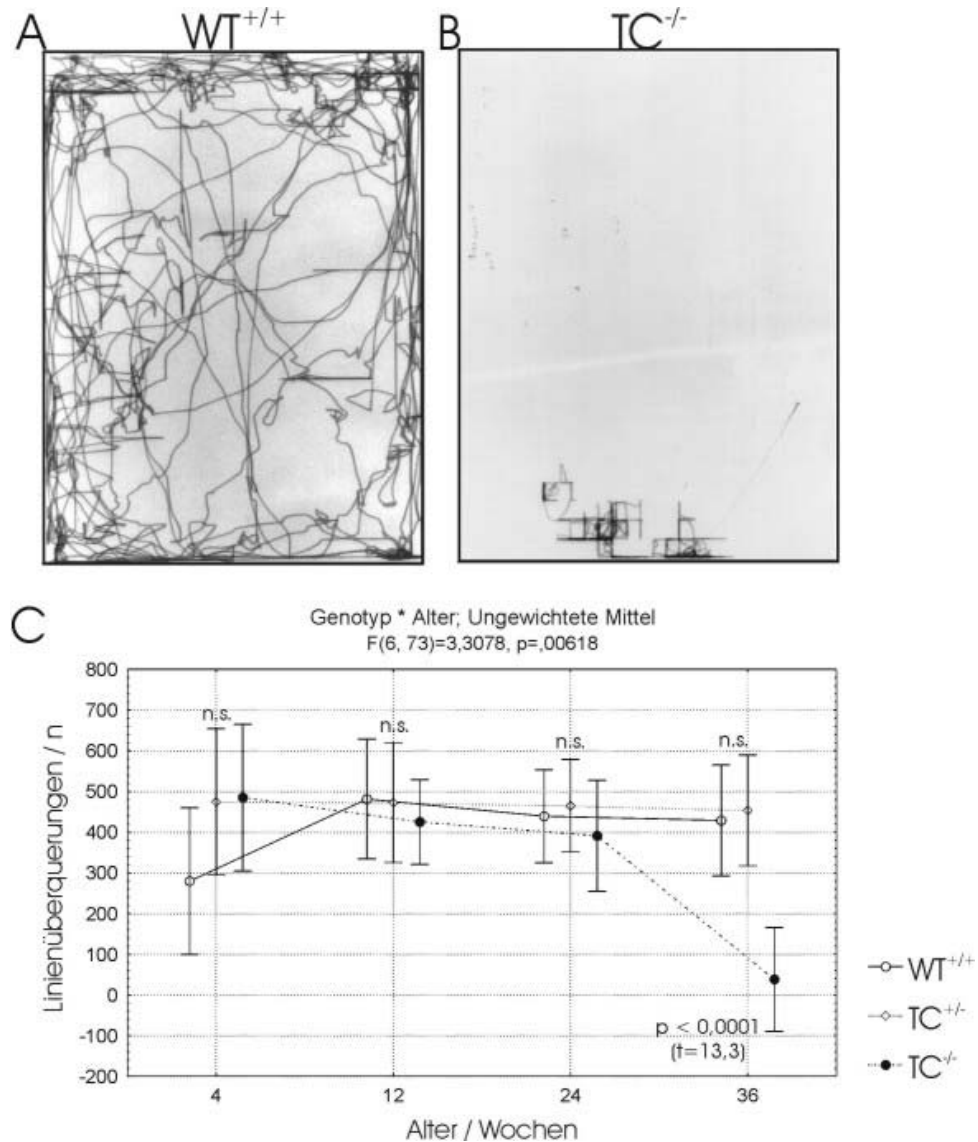 A WT+/+ B TC-/-
C
Genotyp * Alter; Ungewichtete Mittel
F(6, 73)=3,3078, p=,00618
800
700
600
500
400
300
200
100
0
-100
-200
Linienüberquerungen / n
n.s. n.s. n.s. n.s.
p < 0,0001
(t=13,3)
4 12 24 36
Alter / Wochen
WT+/+
TC+/-
TC-/-